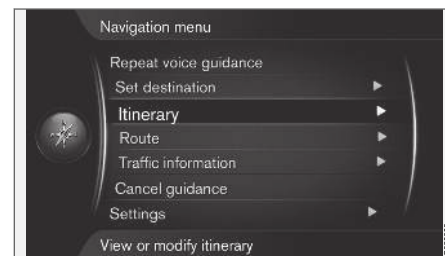 Navigation menu
Repeat voice guidance
Set destination
Itinerary
Route
Traffic information
Cancel guidance
Settings
View or modify itinerary